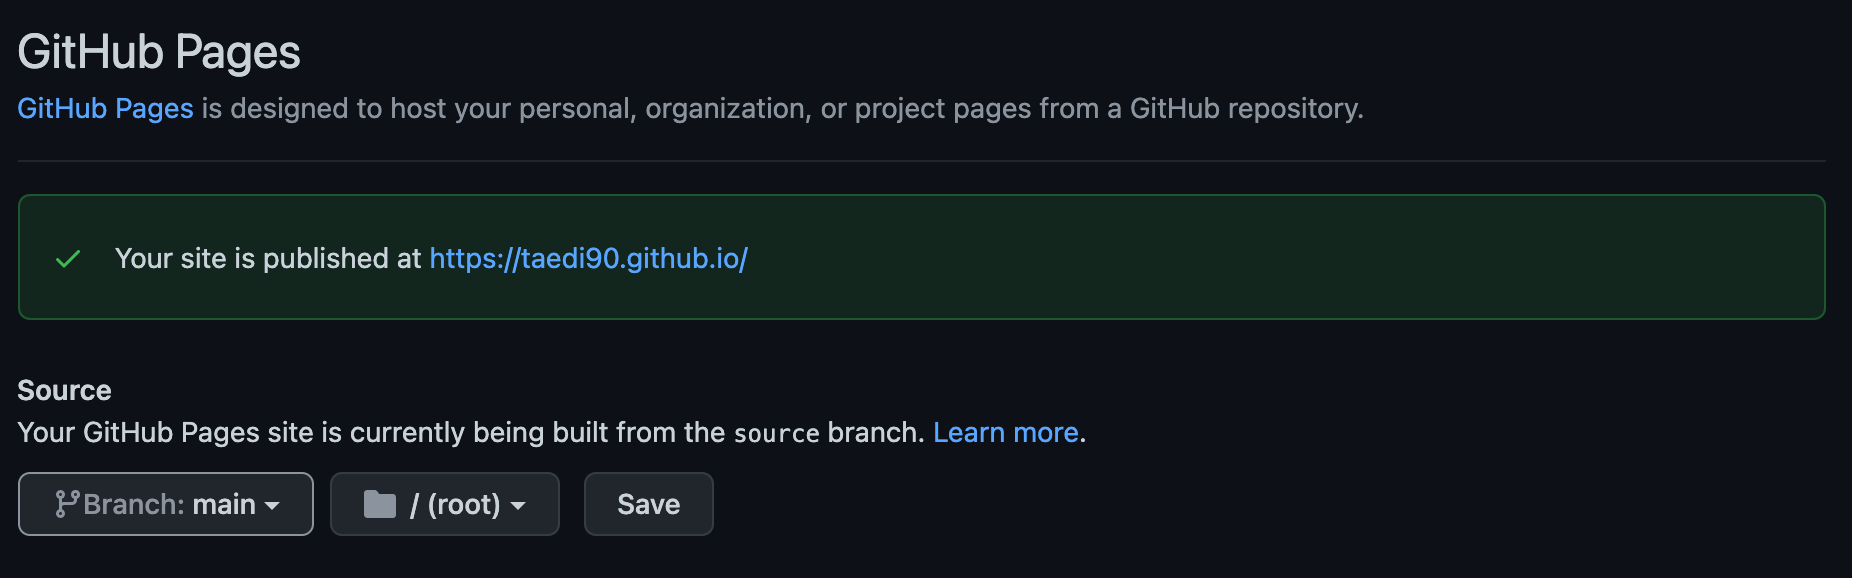 GitHub Pages
GitHub Pages is designed to host your personal, organization, or project pages from a GitHub repository.
Your site is published at https://taedi90.github.io/
Source
Your GitHub Pages site is currently being built from the source branch. Learn more.
Branch: main / (root) Save